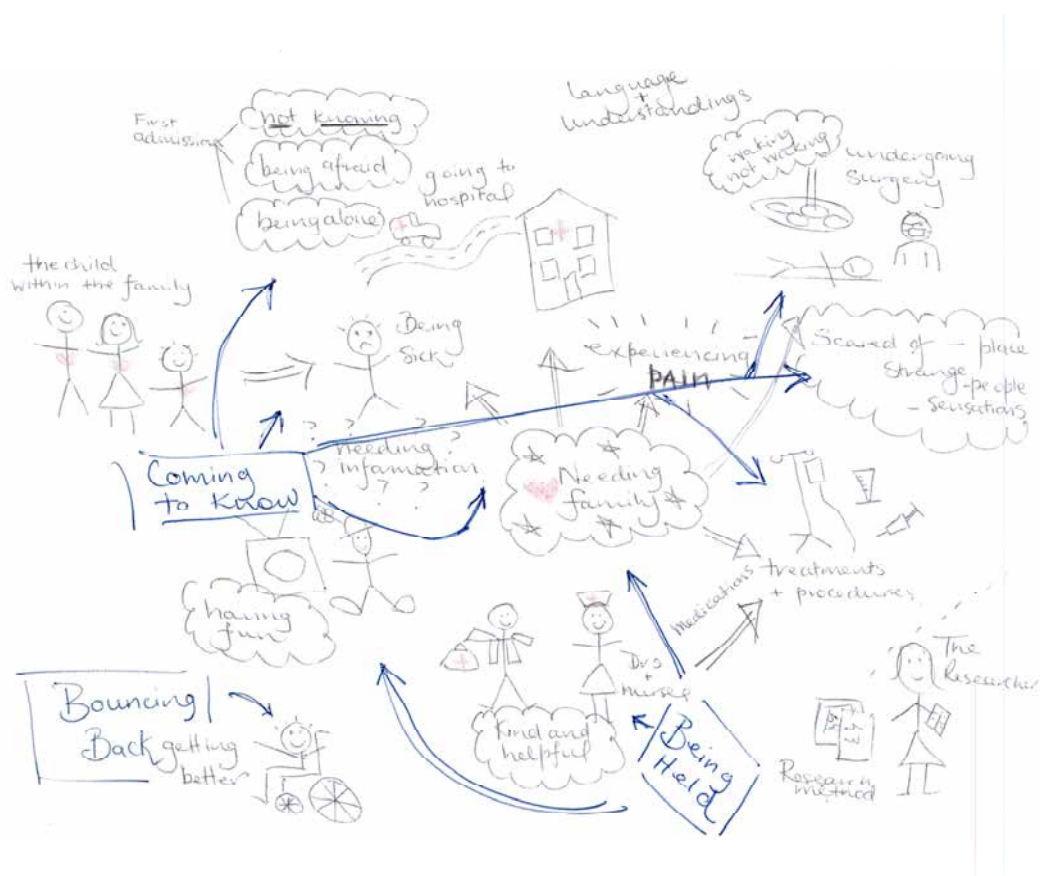 Language
+
understandings
First
admission
not knowing
being afraid
being alone
going to
hospital
waking
not waking
undergoing
surgery
the child
within the family
Being
Sick
experiencing
PAIN
Scared of - place
Strange - people
- sensations
? ?
? needing ?
? information
? ?
Coming
to KNOW
Needing
family
having
fun
Medications
treatments
+ procedures
Drs
+
nurses
Kind and
helpful
Being
Held
Bouncing
Back getting
better
The
Researcher
Research
method